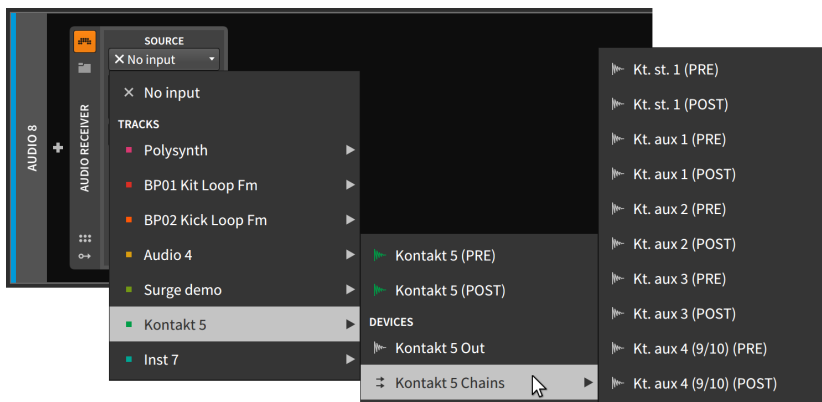 SOURCE
No input
AUDIO 8
AUDIO RECEIVER
No input
TRACKS
Polysynth
BP01 Kit Loop Fm
BP02 Kick Loop Fm
Audio 4
Surge demo
Kontakt 5
Inst 7
Kontakt 5 (PRE)
Kontakt 5 (POST)
DEVICES
Kontakt 5 Out
Kontakt 5 Chains
Kt. st. 1 (PRE)
Kt. st. 1 (POST)
Kt. aux 1 (PRE)
Kt. aux 1 (POST)
Kt. aux 2 (PRE)
Kt. aux 2 (POST)
Kt. aux 3 (PRE)
Kt. aux 3 (POST)
Kt. aux 4 (9/10) (PRE)
Kt. aux 4 (9/10) (POST)